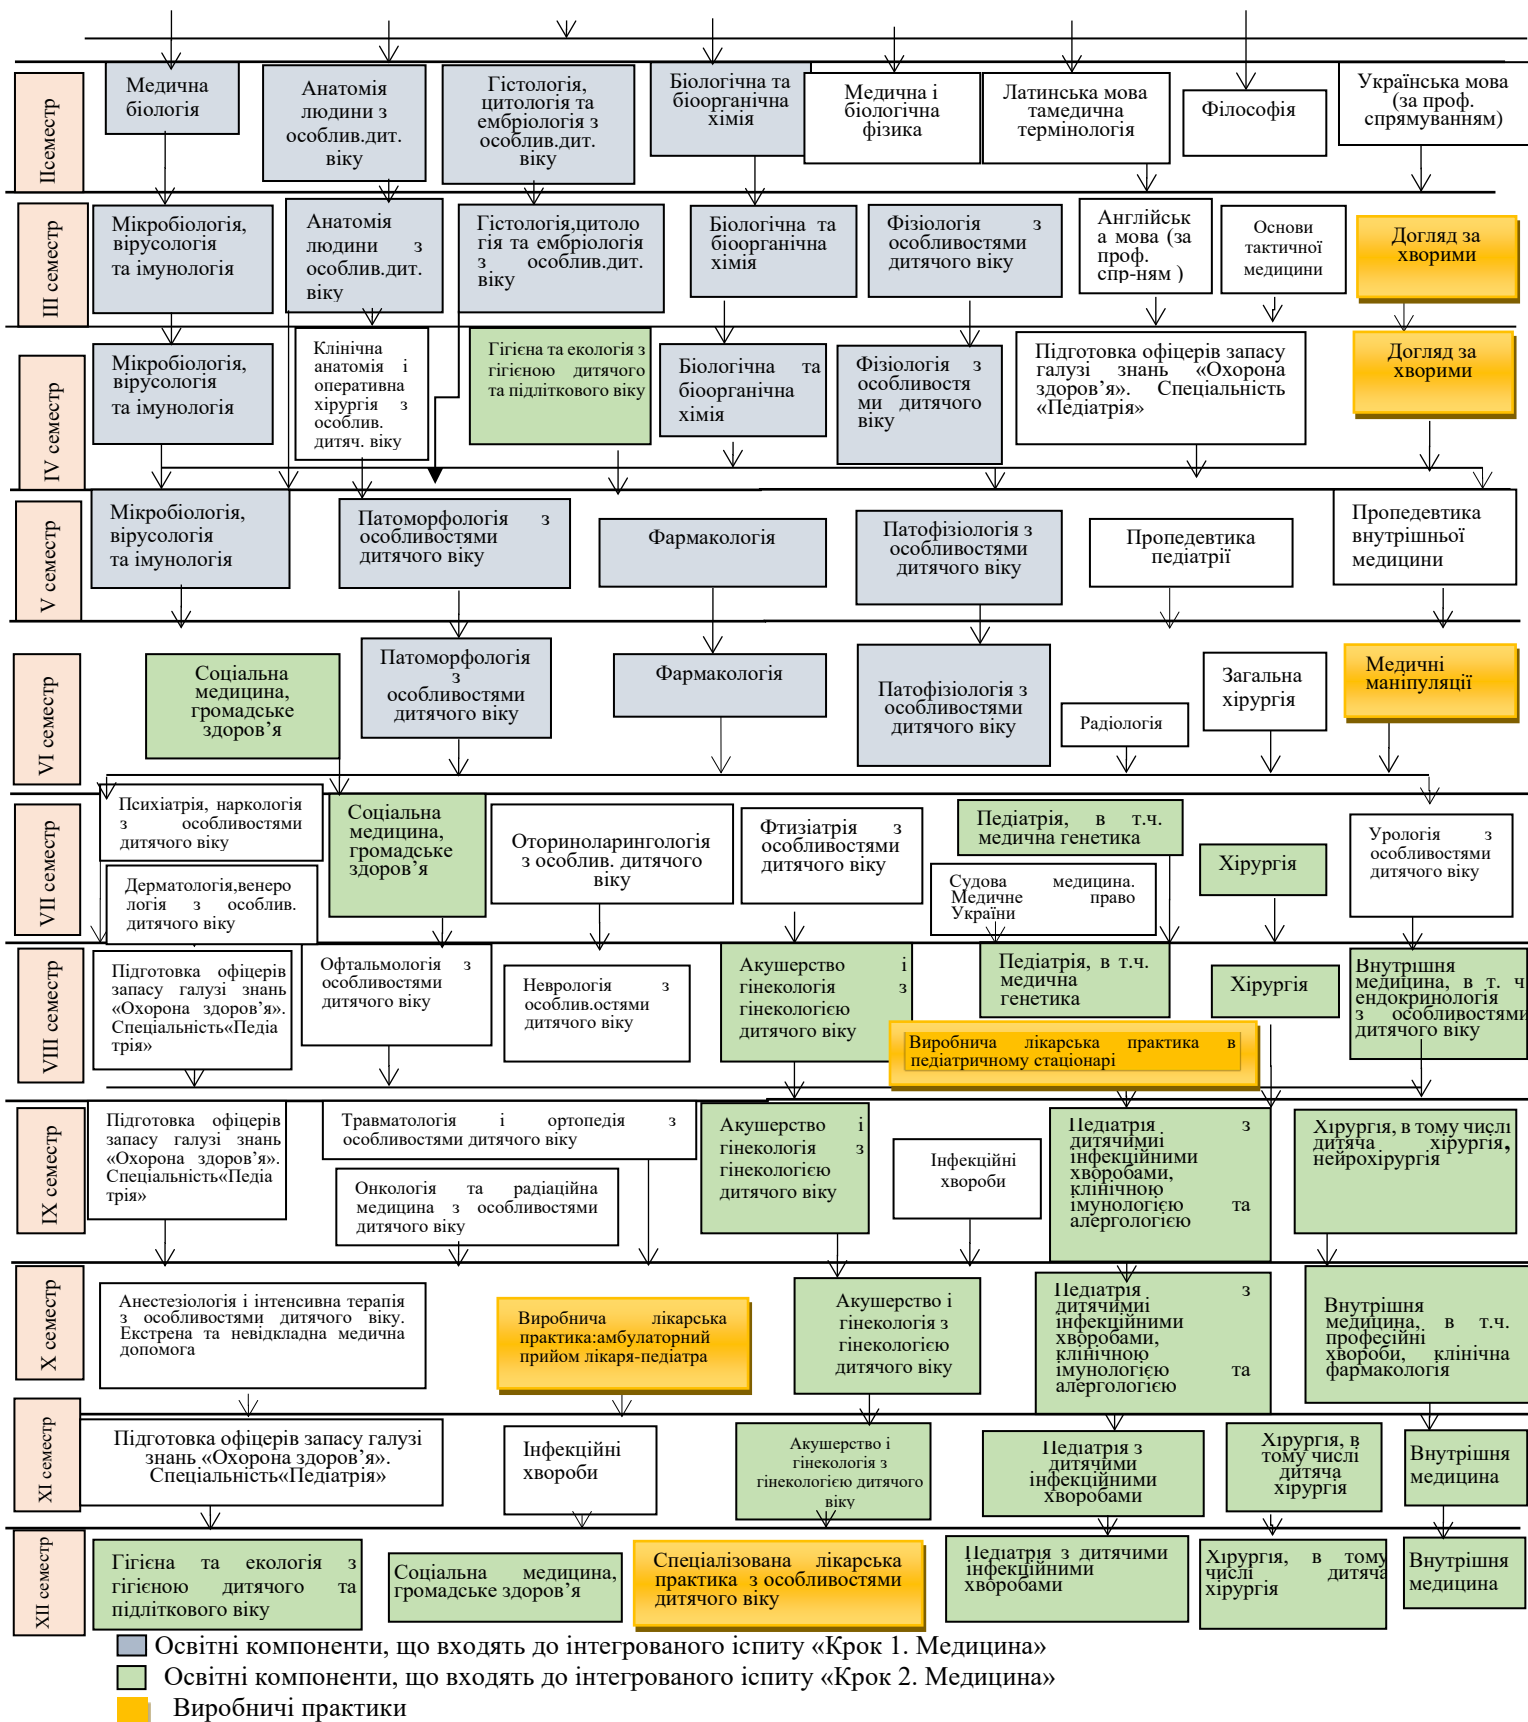 ІІсеместр
Медична
біологія
Анатомія
людини з
особлив.дит.
віку
Гістологія,
цитологія та
ембріологія з
особлив.дит.
віку
Біологічна та
біоорганічна
хімія
Медична і
біологічна
фізика
Латинська мова
тамедична
термінологія
Філософія
Українська мова
(за проф.
спрямуванням)
ІІІ семестр
Мікробіологія,
вірусологія
та імунологія
Анатомія
людини з
особлив.дит.
віку
Гістологія,цитоло
гія та ембріологія
з особлив.дит.
віку
Біологічна та
біоорганічна
хімія
Фізіологія з
особливостями
дитячого віку
Англійськ
а мова (за
проф.
спр-ням )
Основи
тактичної
медицини
Догляд за
хворими
IV семестр
Мікробіологія,
вірусологія
та імунологія
Клінічна
анатомія і
оперативна
хірургія з
особлив.
дитяч. віку
Гігієна та екологія з
гігієною дитячого
та підліткового віку
Біологічна та
біоорганічна
хімія
Фізіологія з
особливостя
ми дитячого
віку
Підготовка офіцерів запасу
галузі знань «Охорона
здоров'я». Спеціальність
«Педіатрія»
Догляд за
хворими
V семестр
Мікробіологія,
вірусологія
та імунологія
Патоморфологія з
особливостями
дитячого віку
Фармакологія
Патофізіологія з
особливостями
дитячого віку
Пропедевтика
педіатрії
Пропедевтика
внутрішньої
медицини
VI семестр
Соціальна
медицина,
громадське
здоров'я
Патоморфологія
з
особливостями
дитячого віку
Фармакологія
Патофізіологія з
особливостями
дитячого віку
Радіологія
Загальна
хірургія
Медичні
маніпуляції
VII семестр
Психіатрія, наркологія
з особливостями
дитячого віку
Дерматологія,венеро
логія з особлив.
дитячого віку
Соціальна
медицина,
громадське
здоров'я
Оториноларингологія
з особлив. дитячого
віку
Фтизіатрія з
особливостями
дитячого віку
Педіатрія, в т.ч.
медична генетика
Судова медицина.
Медичне право
України
Хірургія
Урологія з
особливостями
дитячого віку
VIII семестр
Підготовка офіцерів
запасу галузі знань
«Охорона здоров'я».
Спеціальність«Педіа
трія»
Офтальмологія з
особливостями
дитячого віку
Неврологія з
особлив.остями
дитячого віку
Акушерство і
гінекологія з
гінекологією
дитячого віку
Педіатрія, в т.ч.
медична
генетика
Виробнича лікарська практика в
педіатричному стаціонарі
Хірургія
Внутрішня
медицина, в т. ч
ендокринологія
з особливостями
дитячого віку
IX семестр
Підготовка офіцерів
запасу галузі знань
«Охорона здоров'я».
Спеціальність«Педіа
трія»
Травматологія і ортопедія з
особливостями дитячого віку
Онкологія та радіаційна
медицина з особливостями
дитячого віку
Акушерство і
гінекологія з
гінекологією
дитячого віку
Інфекційні
хвороби
Педіатрія з
дитячимиі
інфекційними
хворобами,
клінічною
імунологією та
алергологією
Хірургія, в тому числі
дитяча хірургія,
нейрохірургія
X семестр
Анестезіологія і інтенсивна терапія
з особливостями дитячого віку.
Екстрена та невідкладна медична
допомога
Виробнича лікарська
практика:амбулаторний
прийом лікаря-педіатра
Акушерство і
гінекологія з
гінекологією
дитячого віку
Педіатрія з
дитячимиі
інфекційними
хворобами,
клінічною
імунологією та
алергологією
Внутрішня
медицина, в т.ч.
професійні
хвороби, клінічна
фармакологія
XI семестр
Підготовка офіцерів запасу галузі
знань «Охорона здоров'я».
Спеціальність«Педіатрія»
Інфекційні
хвороби
Акушерство і
гінекологія з
гінекологією дитячого
віку
Педіатрія з
дитячими
інфекційними
хворобами
Хірургія, в
тому числі
дитяча
хірургія
Внутрішня
медицина
XII семестр
Гігієна та екологія з
гігієною дитячого та
підліткового віку
Соціальна медицина,
громадське здоров'я
Спеціалізована лікарська
практика з особливостями
дитячого віку
Педіатрія з дитячими
інфекційними
хворобами
Хірургія, в тому
числі дитяча
хірургія
Внутрішня
медицина
Освітні компоненти, що входять до інтегрованого іспиту «Крок 1. Медицина»
Освітні компоненти, що входять до інтегрованого іспиту «Крок 2. Медицина»
Виробничі практики